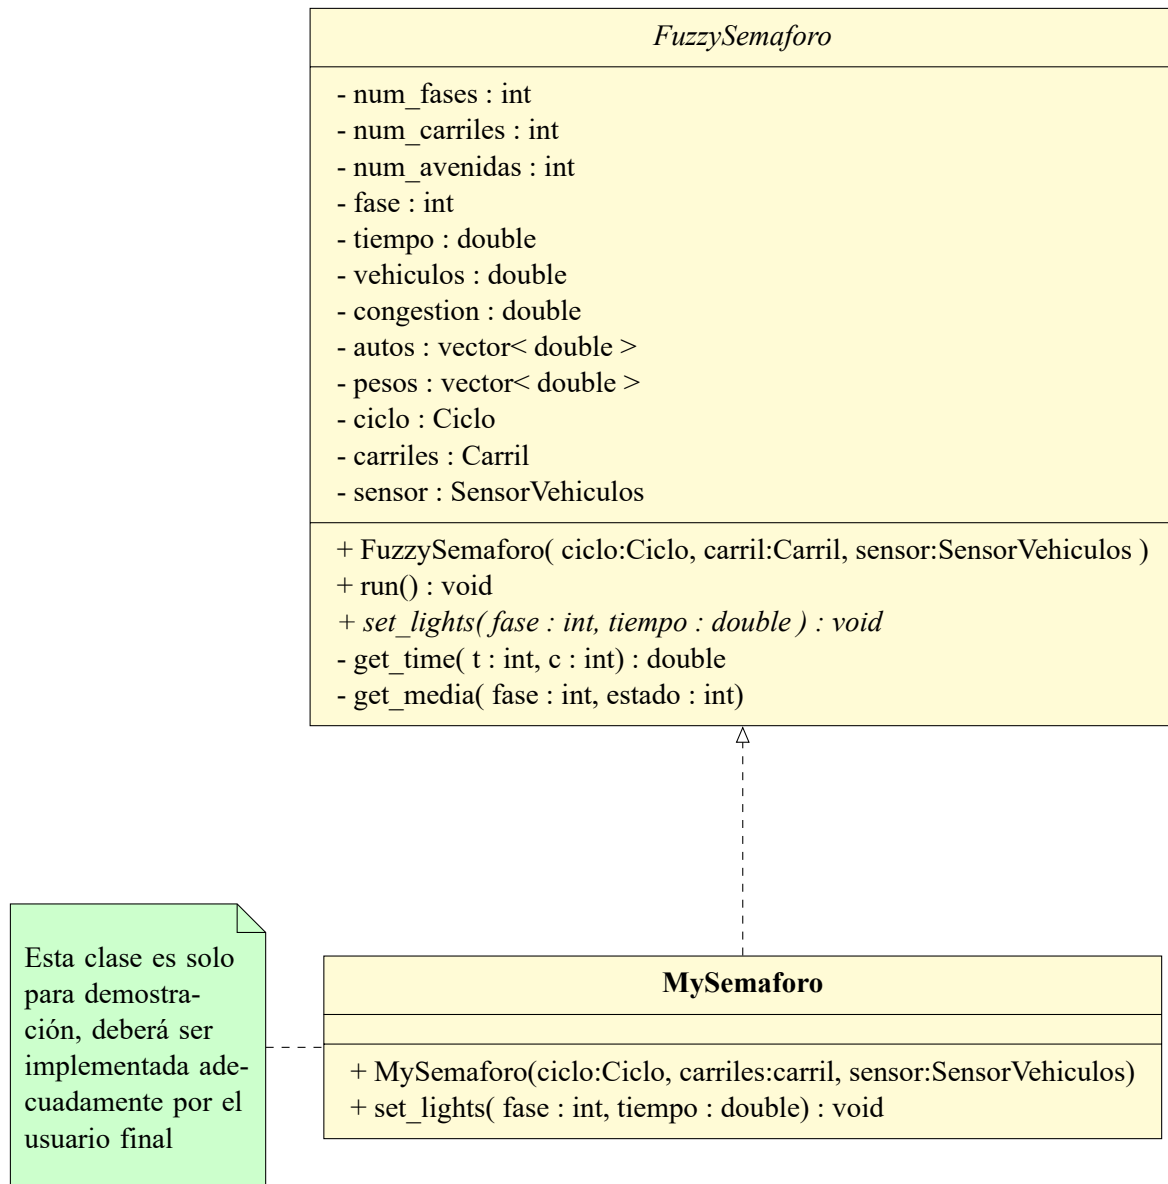 FuzzySemaforo
- num_fases : int
- num_carriles : int
- num_avenidas : int
- fase : int
- tiempo : double
- vehiculos : double
- congestion : double
- autos : vector< double >
- pesos : vector< double >
- ciclo : Ciclo
- carriles : Carril
- sensor : SensorVehiculos
+ FuzzySemaforo( ciclo:Ciclo, carril:Carril, sensor:SensorVehiculos )
+ run() : void
+ set_lights( fase : int, tiempo : double ) : void
- get_time( t : int, c : int) : double
- get_media( fase : int, estado : int)
Esta clase es solo
para demostra-
ción, deberá ser
implementada ade-
cuadamente por el
usuario final
MySemaforo
+ MySemaforo(ciclo:Ciclo, carriles:carril, sensor:SensorVehiculos)
+ set_lights( fase : int, tiempo : double) : void